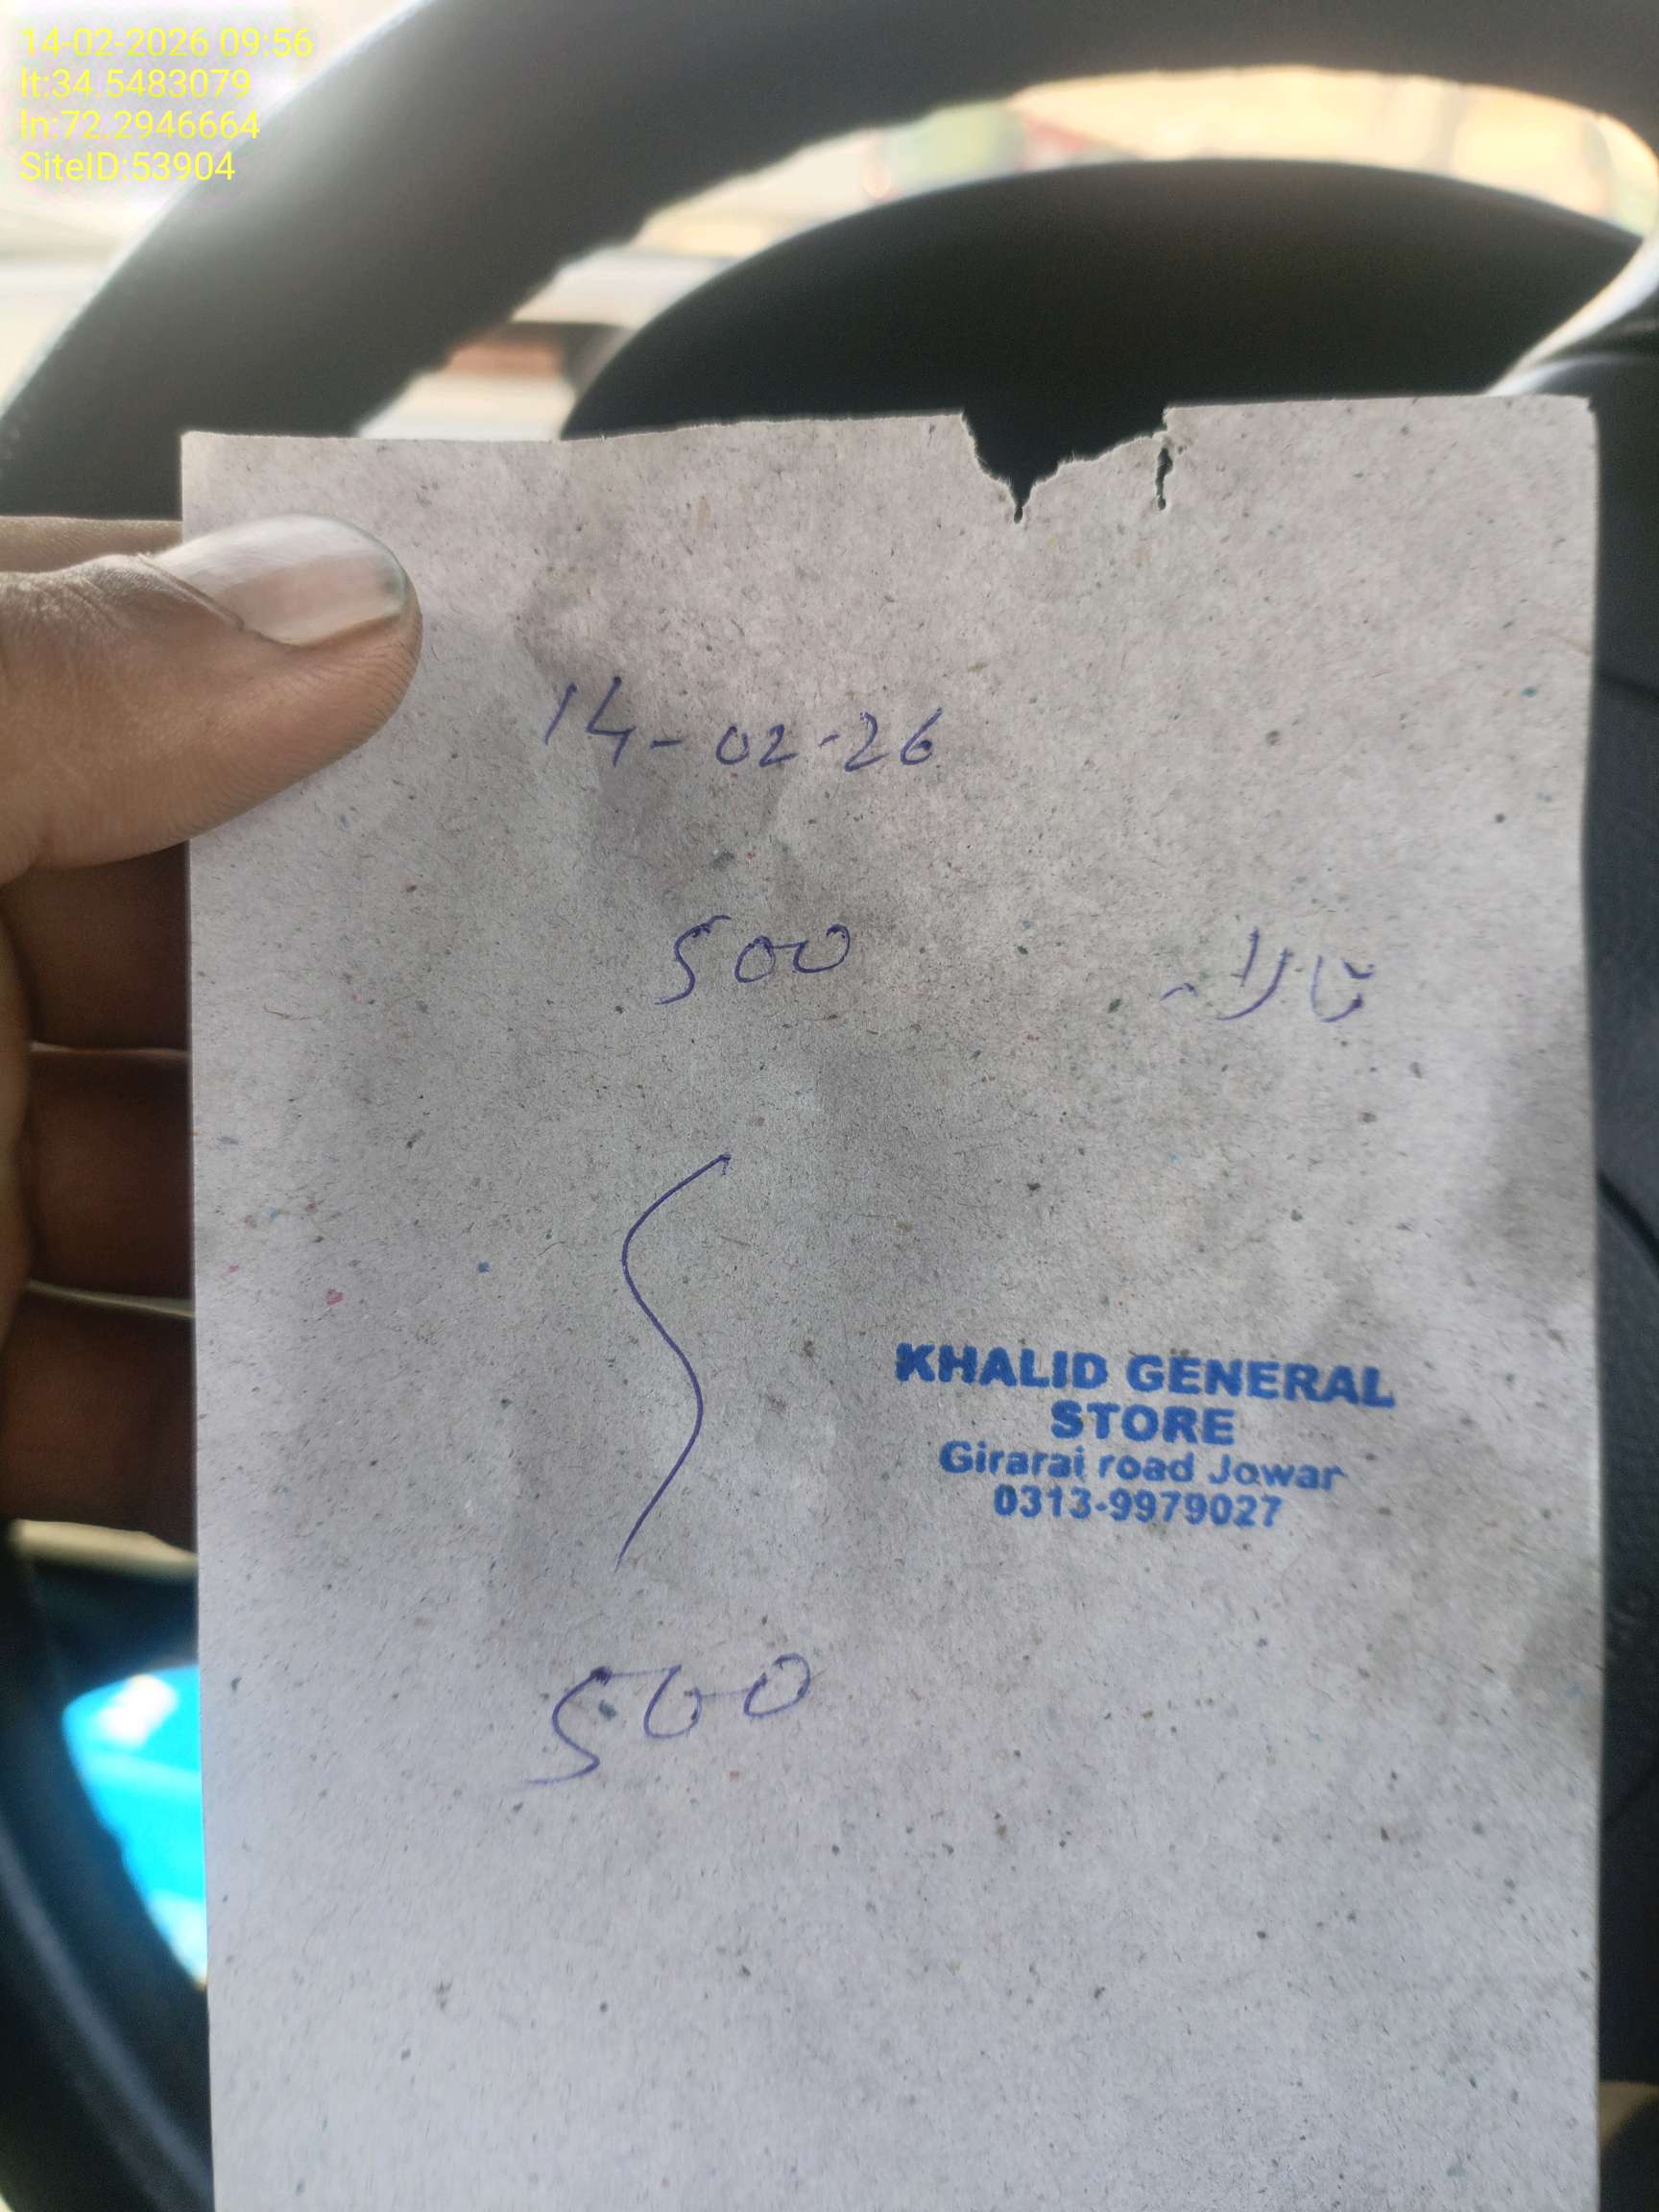 14-02-2026 09:56
lt:34.5483079
ln:72.2946664
SiteID:53904
14-02-26
تالا 500
KHALID GENERAL
STORE
Girarai road Jowar
0313-9979027
500